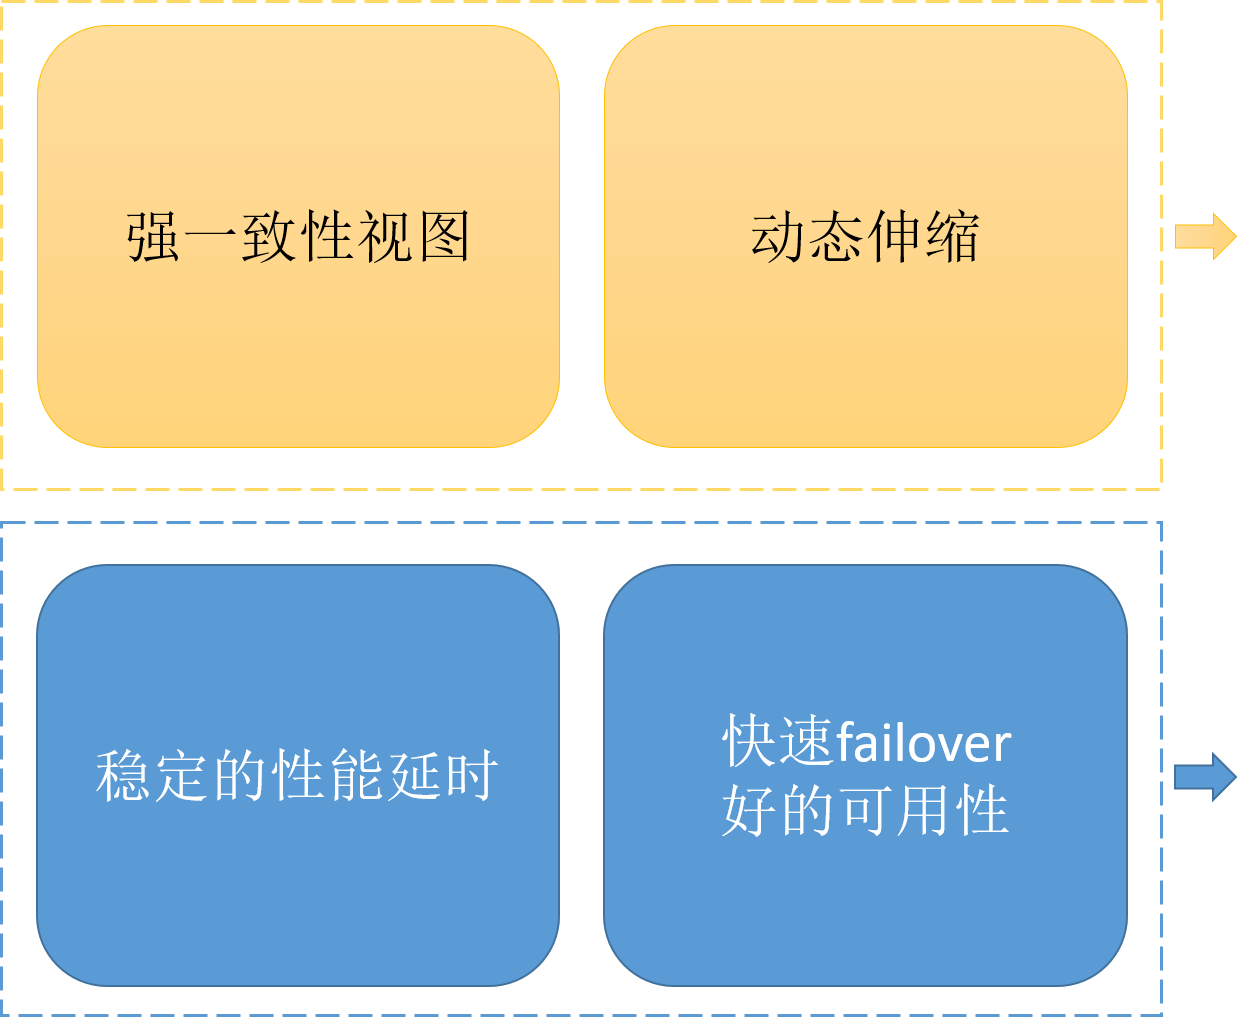 强一致性视图
动态伸缩
稳定的性能延时
快速failover
好的可用性